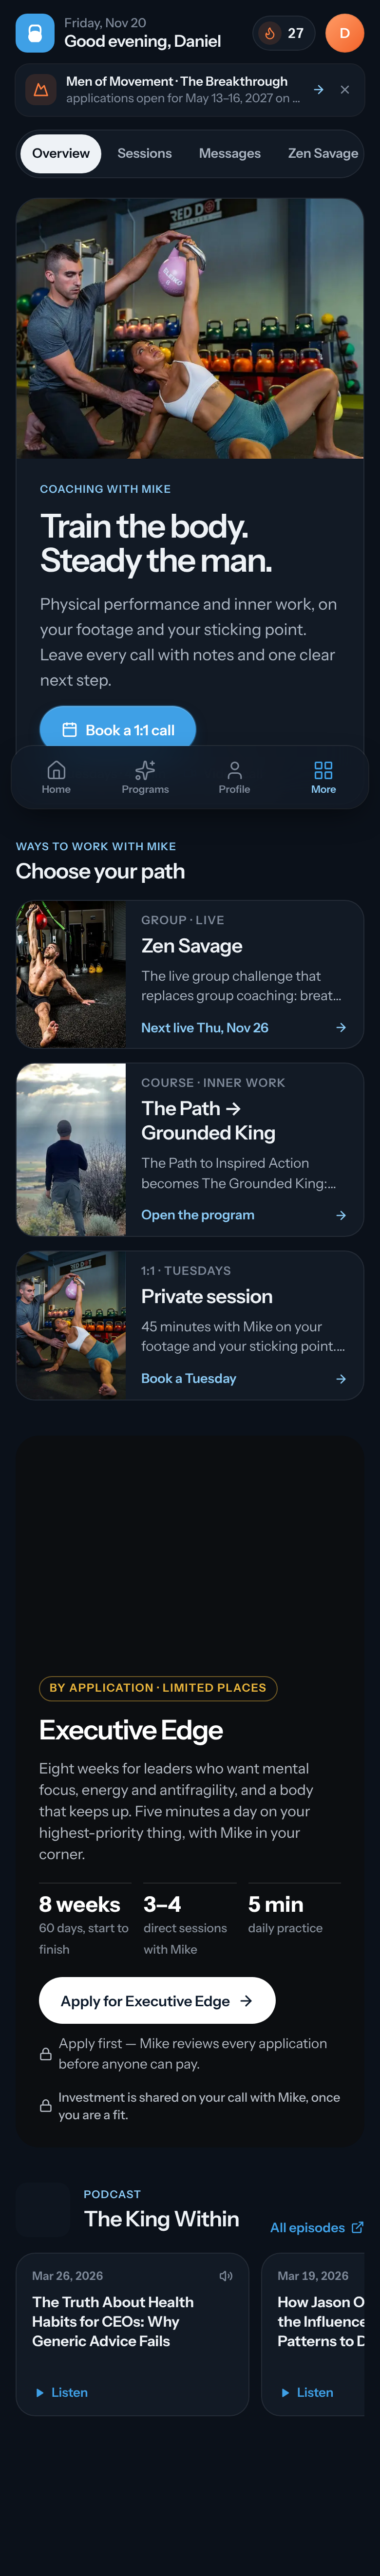 Friday, Nov 20
Good evening, Daniel
27
D
Men of Movement · The Breakthrough
applications open for May 13–16, 2027 on ...
Overview
Sessions
Messages
Zen Savage
RED DOT
COACHING WITH MIKE
Train the body.
Steady the man.
Physical performance and inner work, on
your footage and your sticking point.
Leave every call with notes and one clear
next step.
Book a 1:1 call
Home
Programs
Profile
More
WAYS TO WORK WITH MIKE
Choose your path
GROUP · LIVE
Zen Savage
The live group challenge that
replaces group coaching: breat...
Next live Thu, Nov 26
COURSE · INNER WORK
The Path →
Grounded King
The Path to Inspired Action
becomes The Grounded King:...
Open the program
1:1 · TUESDAYS
Private session
45 minutes with Mike on your
footage and your sticking point....
Book a Tuesday
BY APPLICATION · LIMITED PLACES
Executive Edge
Eight weeks for leaders who want mental
focus, energy and antifragility, and a body
that keeps up. Five minutes a day on your
highest-priority thing, with Mike in your
corner.
8 weeks
60 days, start to
finish
3–4
direct sessions
with Mike
5 min
daily practice
Apply for Executive Edge
Apply first — Mike reviews every application
before anyone can pay.
Investment is shared on your call with Mike, once
you are a fit.
PODCAST
The King Within
All episodes
Mar 26, 2026
The Truth About Health
Habits for CEOs: Why
Generic Advice Fails
Listen
Mar 19, 2026
How Jason O
the Influence
Patterns to D
Listen